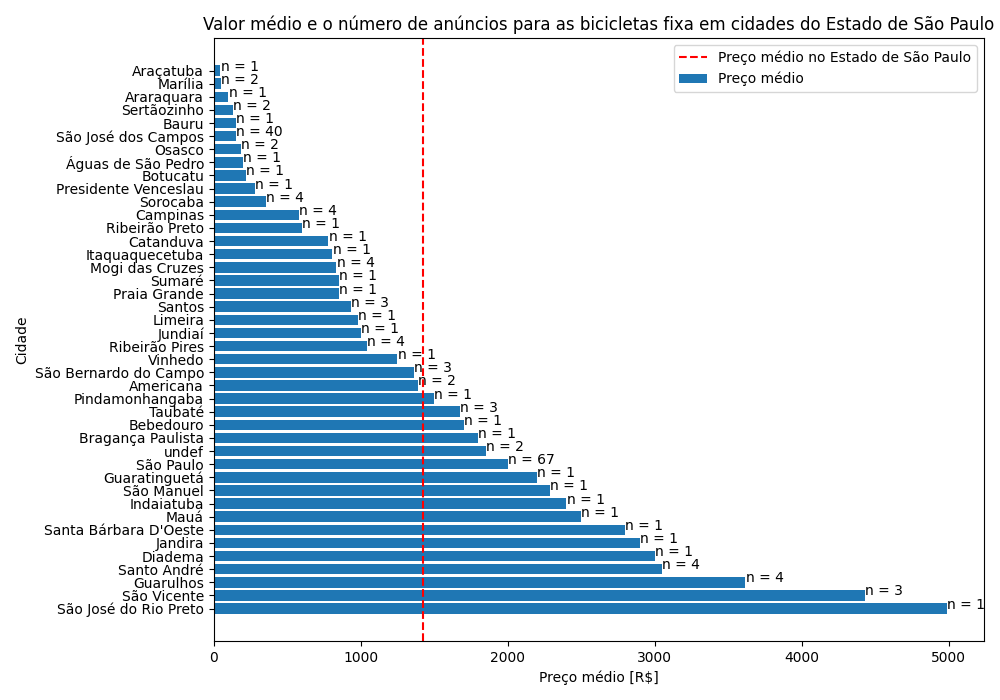 Valor médio e o número de anúncios para as bicicletas fixa em cidades do Estado de São Paulo
Preço médio no Estado de São Paulo
Preço médio
Cidade
Araçatuba n = 1
Marília n = 2
Araraquara n = 1
Sertãozinho n = 2
Bauru n = 1
São José dos Campos n = 40
Osasco n = 2
Águas de São Pedro n = 1
Botucatu n = 1
Presidente Venceslau n = 1
Sorocaba n = 4
Campinas n = 4
Ribeirão Preto n = 1
Catanduva n = 1
Itaquaquecetuba n = 1
Mogi das Cruzes n = 4
Sumaré n = 1
Praia Grande n = 1
Santos n = 3
Limeira n = 1
Jundiaí n = 1
Ribeirão Pires n = 4
Vinhedo n = 1
São Bernardo do Campo n = 3
Americana n = 2
Pindamonhangaba n = 1
Taubaté n = 3
Bebedouro n = 1
Bragança Paulista n = 1
undef n = 2
São Paulo n = 67
Guaratinguetá n = 1
São Manuel n = 1
Indaiatuba n = 1
Mauá n = 1
Santa Bárbara D'Oeste n = 1
Jandira n = 1
Diadema n = 1
Santo André n = 4
Guarulhos n = 4
São Vicente n = 3
São José do Rio Preto n = 1
0 1000 2000 3000 4000 5000
Preço médio [R$]